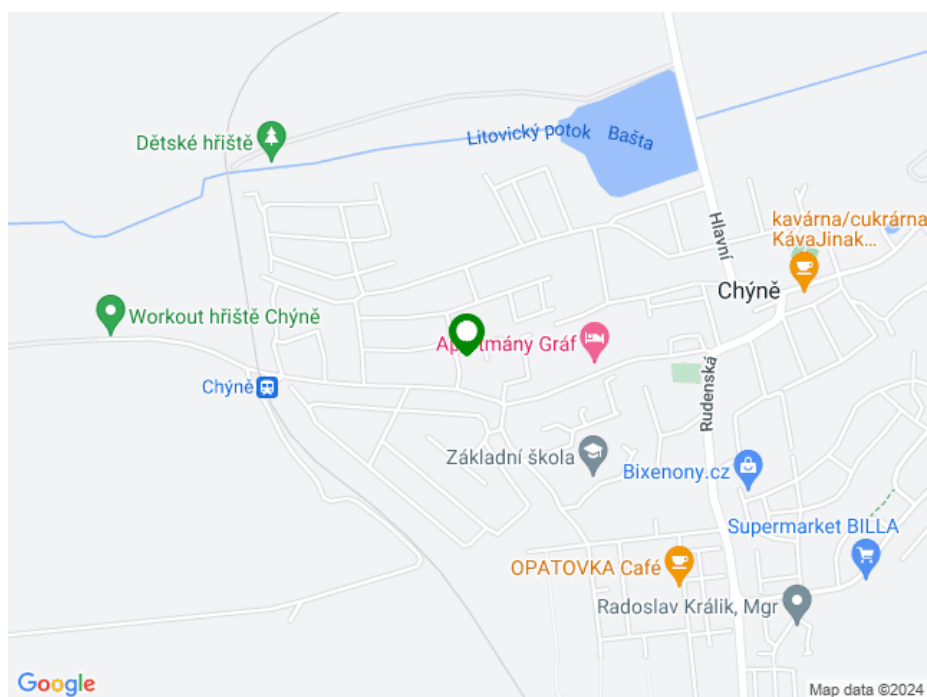 Litovický potok
Bašta
Dětské hřiště
Hlavní
kavárna/cukrárna
KávaJinak...
Chýně
Workout hřiště Chýně
Apartmány Gráf
Chýně
Rudenská
Základní škola
Bixenony.cz
Supermarket BILLA
OPATOVKA Café
Radoslav Králik, Mgr
Google
Map data ©2024